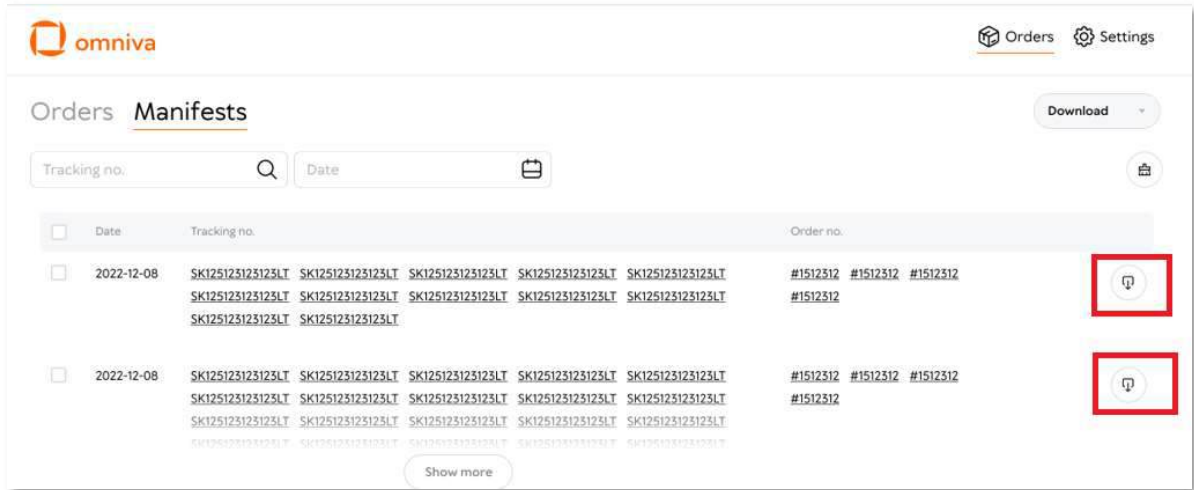 omniva
Orders Settings
Orders Manifests
Download
Tracking no. Date
Date Tracking no. Order no.
2022-12-08 SK125123123123LT SK125123123123LT SK125123123123LT SK125123123123LT SK125123123123LT #1512312 #1512312 #1512312
SK125123123123LT SK125123123123LT SK125123123123LT SK125123123123LT SK125123123123LT #1512312
SK125123123123LT SK125123123123LT
2022-12-08 SK125123123123LT SK125123123123LT SK125123123123LT SK125123123123LT SK125123123123LT #1512312 #1512312 #1512312
SK125123123123LT SK125123123123LT SK125123123123LT SK125123123123LT SK125123123123LT #1512312
SK125123123123LT SK125123123123LT SK125123123123LT SK125123123123LT SK125123123123LT
Show more